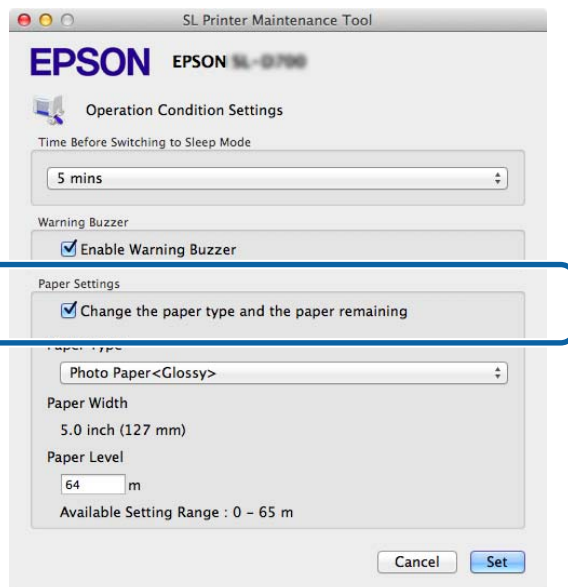 SL Printer Maintenance Tool
EPSON EPSON
Operation Condition Settings
Time Before Switching to Sleep Mode
5 mins
Warning Buzzer
Enable Warning Buzzer
Paper Settings
Change the paper type and the paper remaining
Paper Type
Photo Paper<Glossy>
Paper Width
5.0 inch (127 mm)
Paper Level
64 m
Available Setting Range : 0 – 65 m
Cancel Set